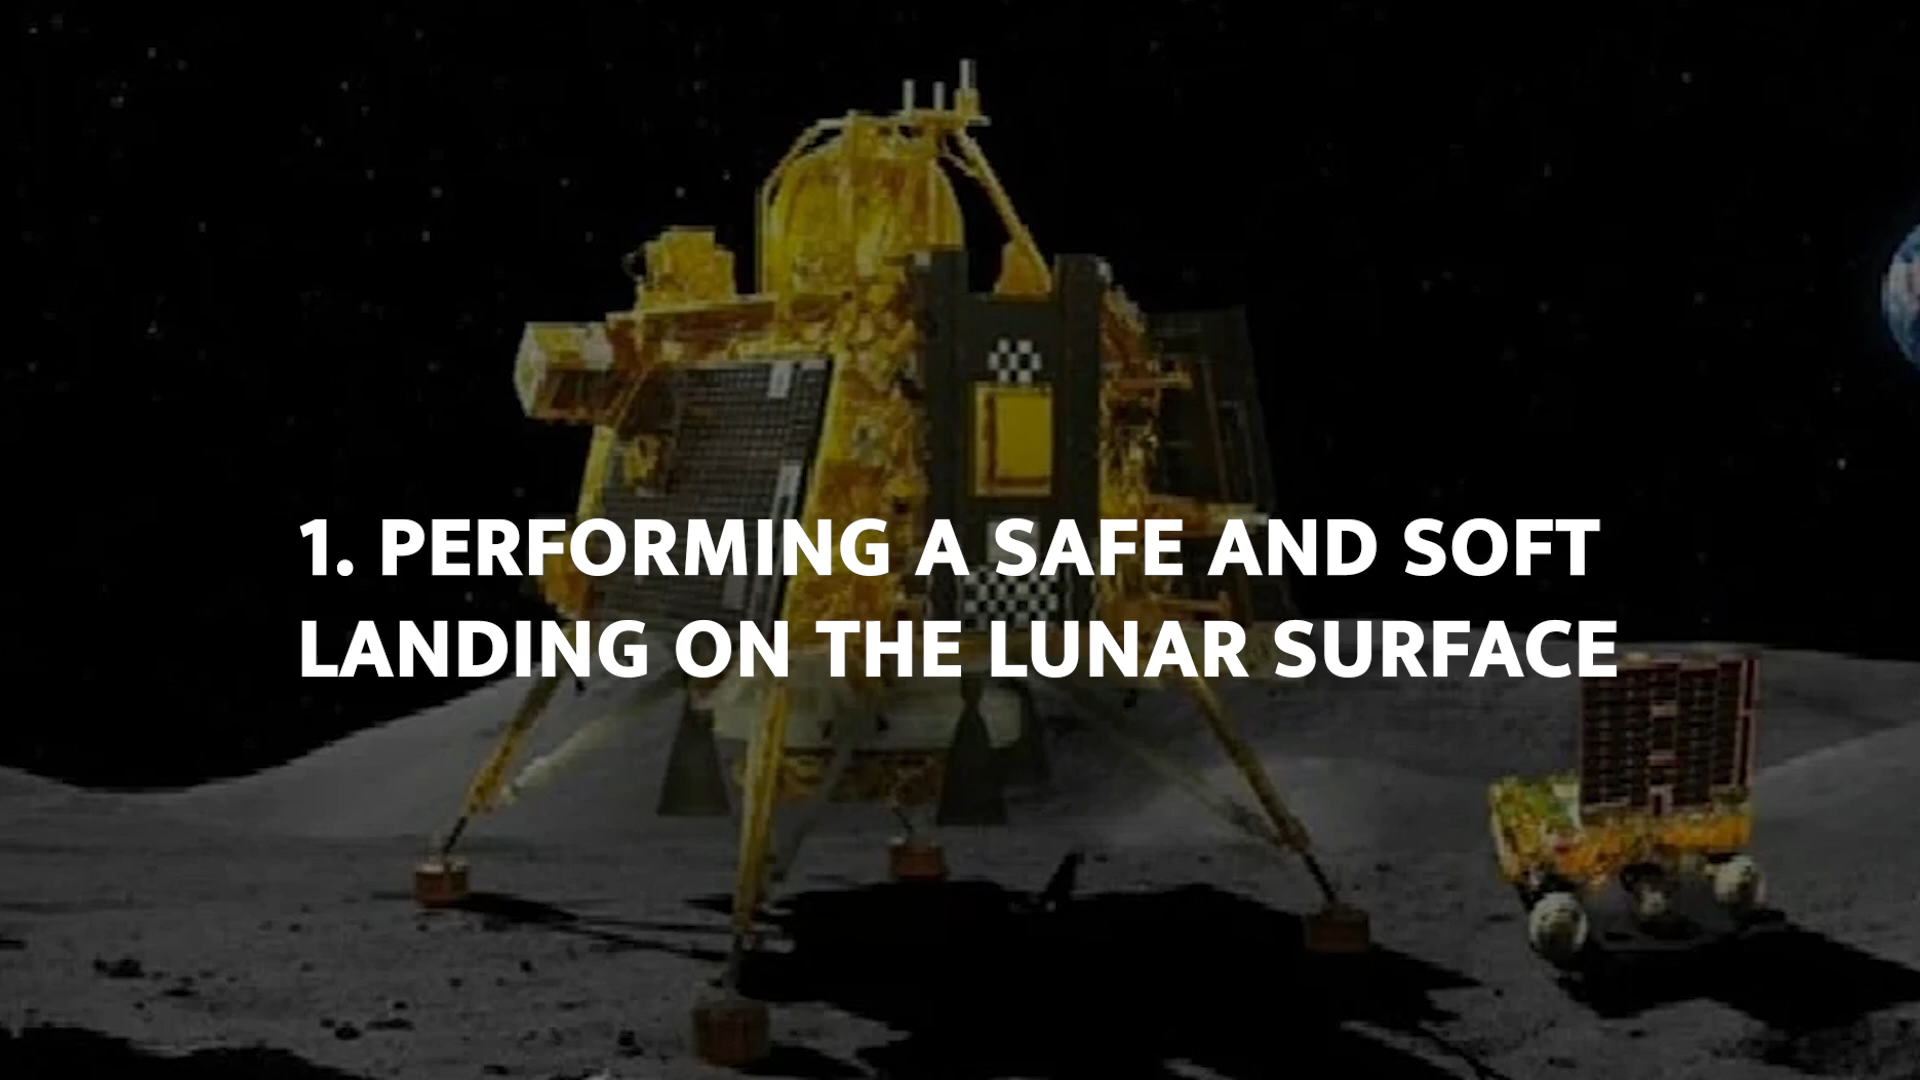 1. PERFORMING A SAFE AND SOFT
LANDING ON THE LUNAR SURFACE